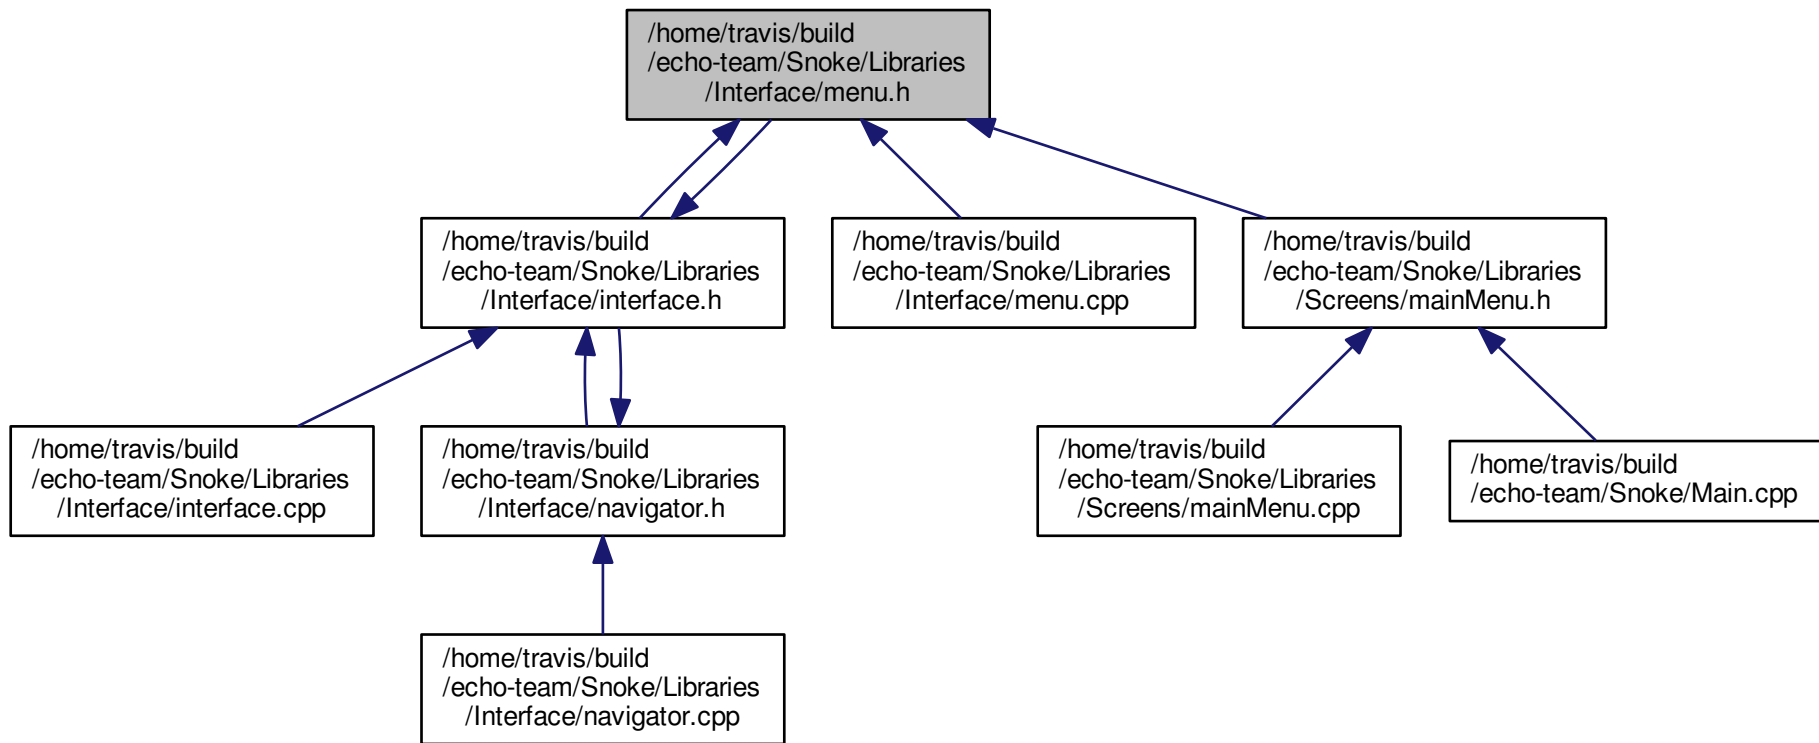 /home/travis/build
/echo-team/Snoke/Libraries
/Interface/menu.h
/home/travis/build
/echo-team/Snoke/Libraries
/Interface/interface.h
/home/travis/build
/echo-team/Snoke/Libraries
/Interface/menu.cpp
/home/travis/build
/echo-team/Snoke/Libraries
/Screens/mainMenu.h
/home/travis/build
/echo-team/Snoke/Libraries
/Interface/interface.cpp
/home/travis/build
/echo-team/Snoke/Libraries
/Interface/navigator.h
/home/travis/build
/echo-team/Snoke/Libraries
/Screens/mainMenu.cpp
/home/travis/build
/echo-team/Snoke/Main.cpp
/home/travis/build
/echo-team/Snoke/Libraries
/Interface/navigator.cpp